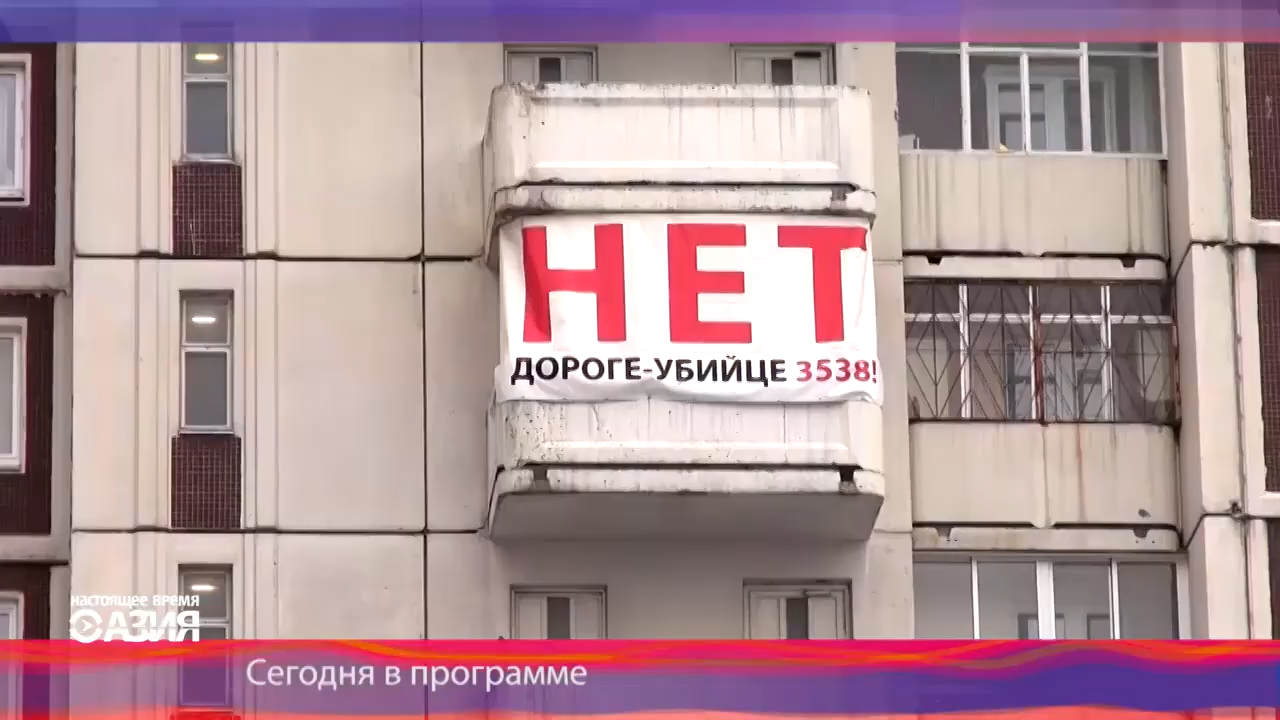 НЕТ
ДОРОГЕ-УБИЙЦЕ 3538!
настоящее время
АЗИЯ
Сегодня в программе